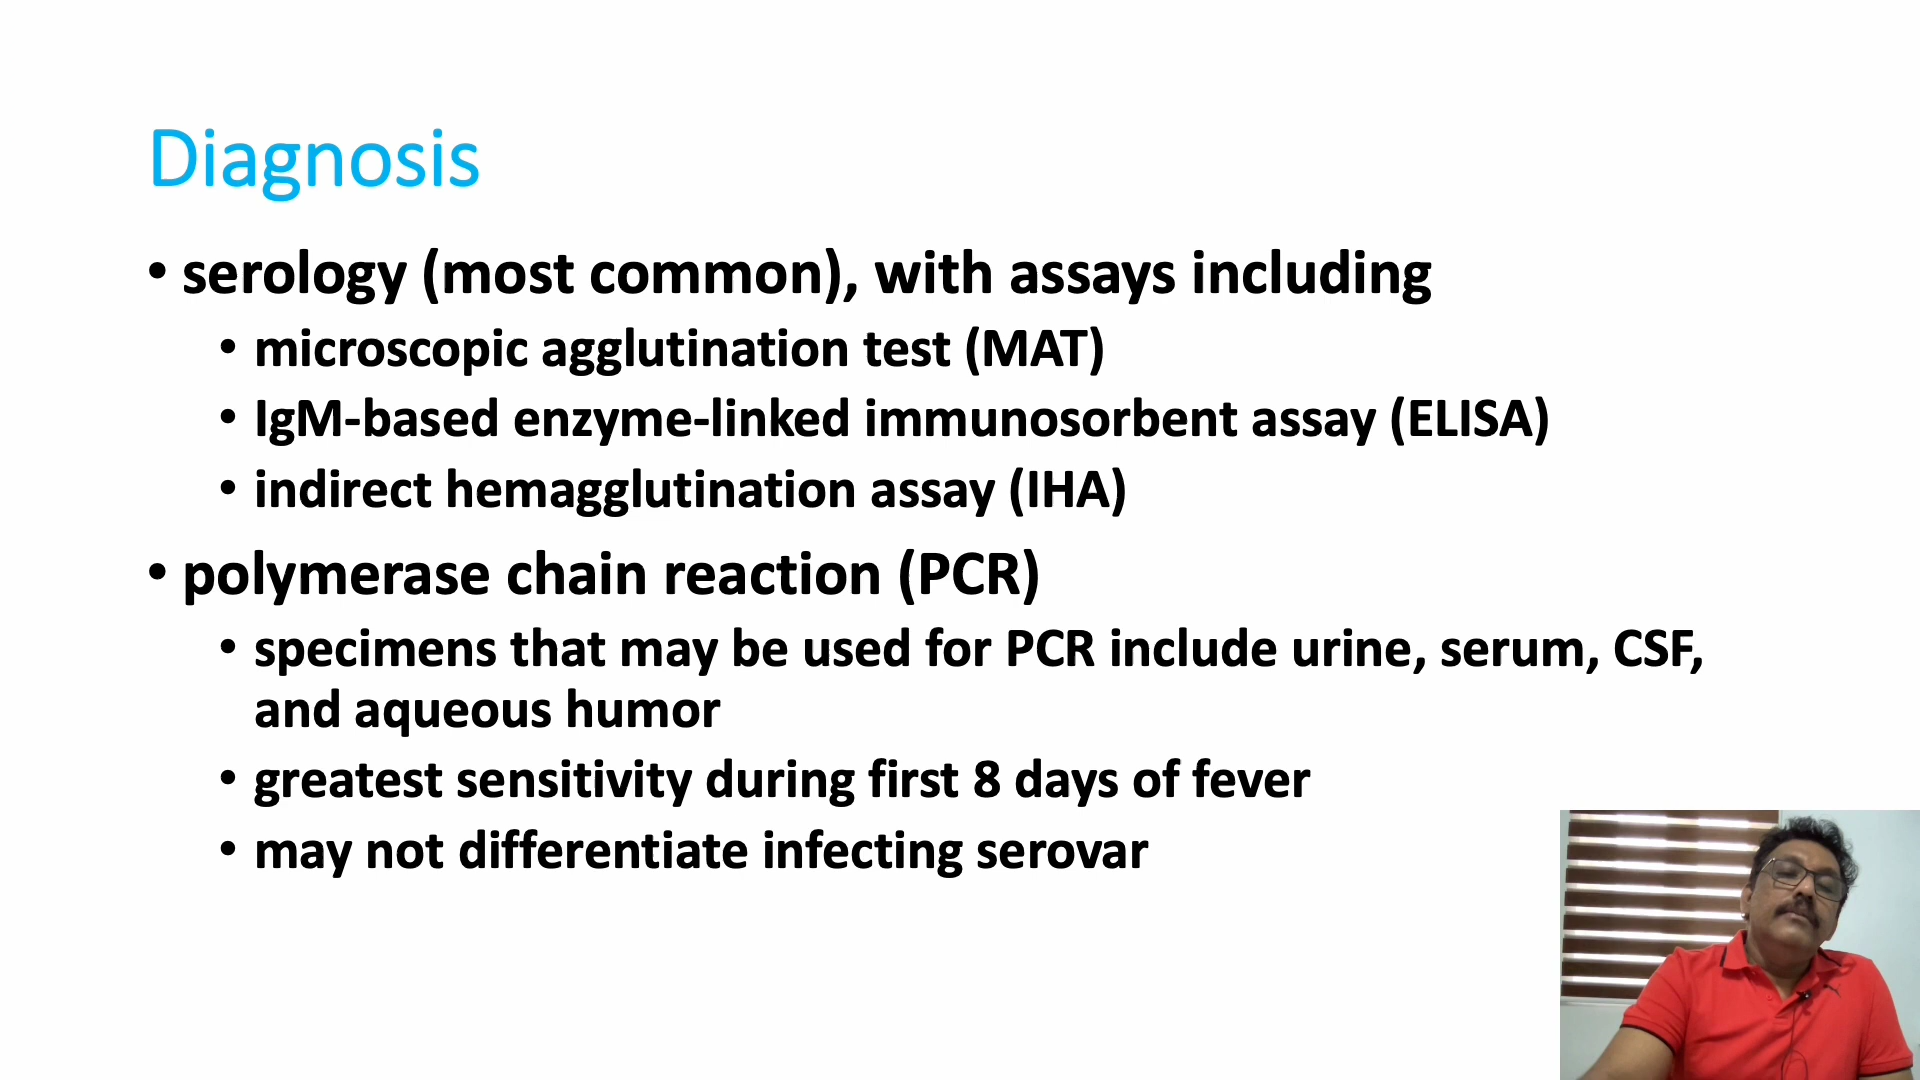 Diagnosis
• serology (most common), with assays including
• microscopic agglutination test (MAT)
• IgM-based enzyme-linked immunosorbent assay (ELISA)
• indirect hemagglutination assay (IHA)
• polymerase chain reaction (PCR)
• specimens that may be used for PCR include urine, serum, CSF,
and aqueous humor
• greatest sensitivity during first 8 days of fever
• may not differentiate infecting serovar